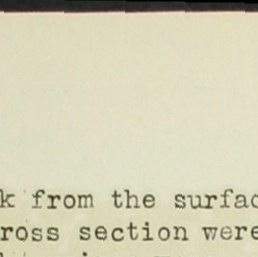 k from the surfac
ross section were